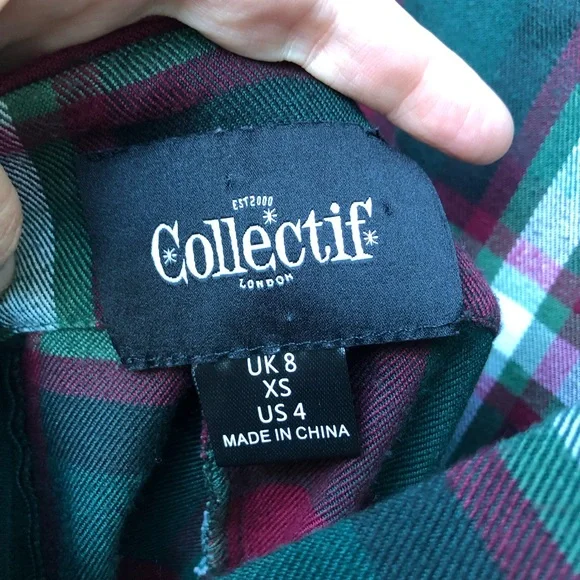 EST2000
Collectif
LONDON
UK 8
XS
US 4
MADE IN CHINA